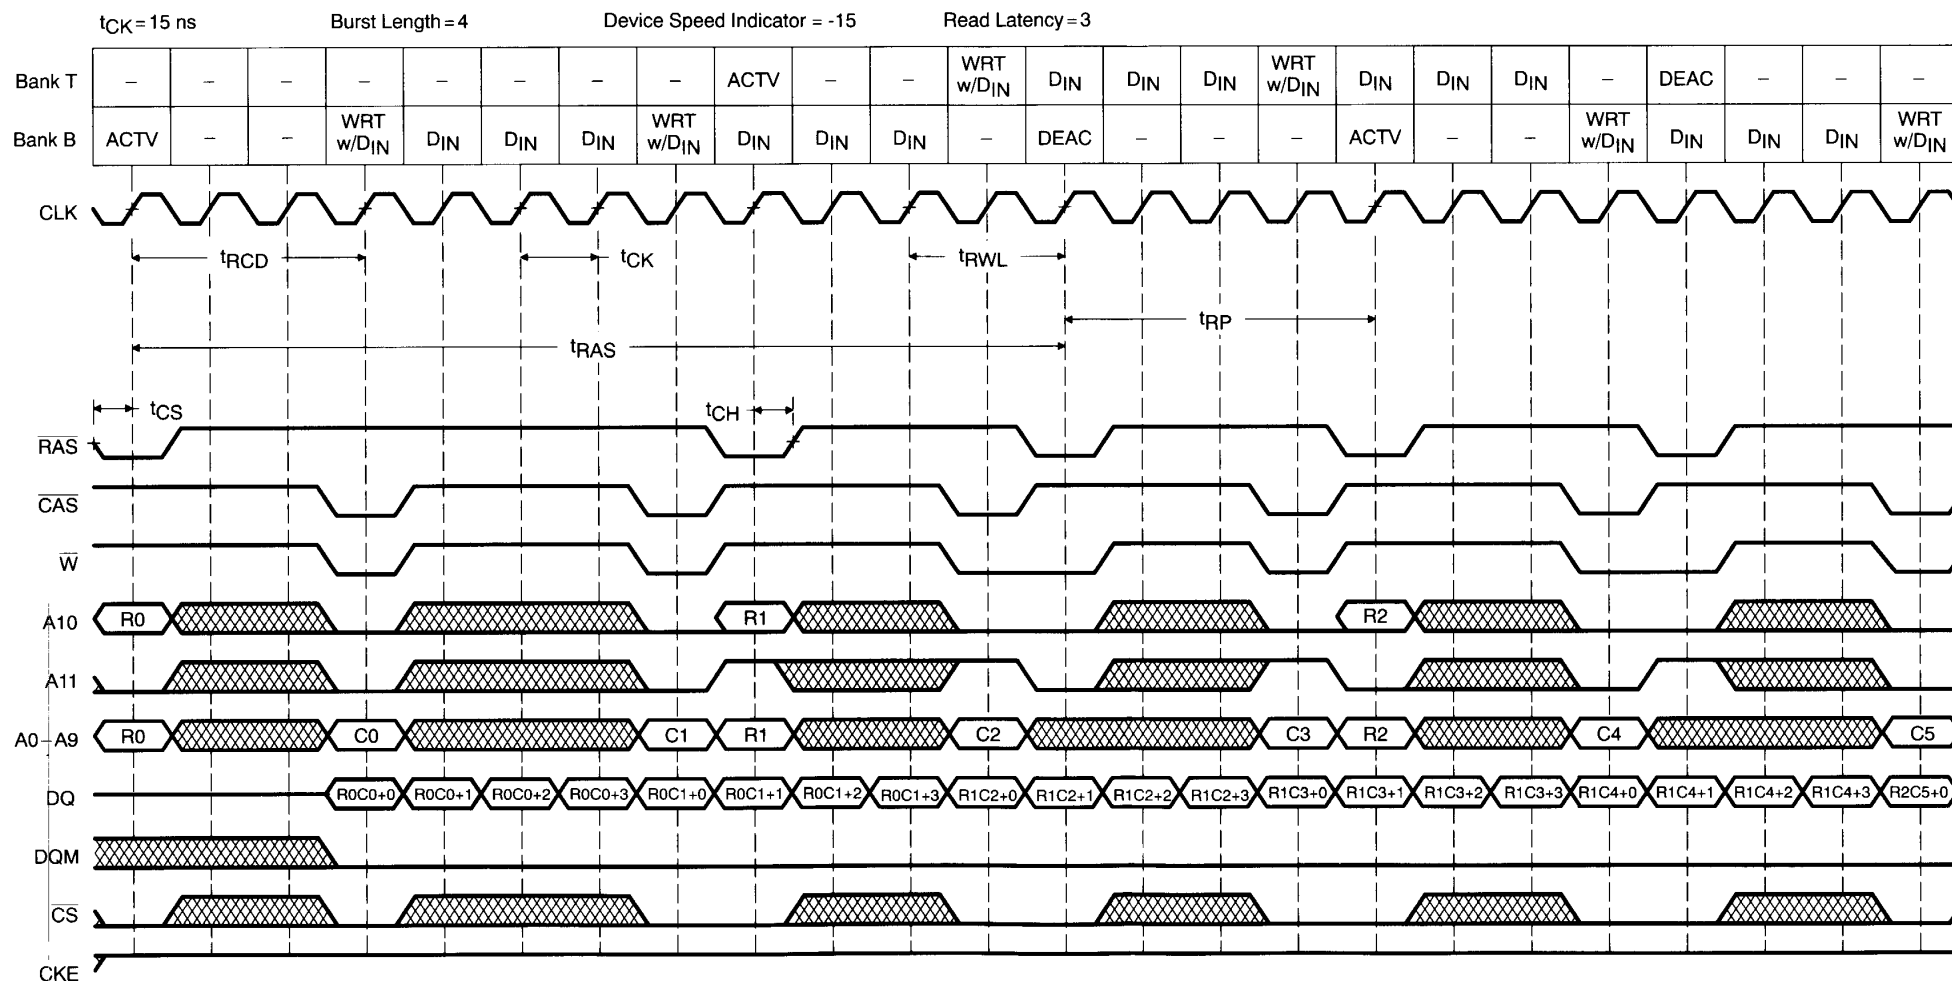 tCK = 15 ns Burst Length = 4 Device Speed Indicator = -15 Read Latency = 3
Bank T – – – – – – – – ACTV – – WRT w/DIN DIN DIN DIN WRT w/DIN DIN DIN DIN – DEAC – – –
Bank B ACTV – – WRT w/DIN DIN DIN DIN WRT w/DIN DIN DIN DIN – DEAC – – – ACTV – – WRT w/DIN DIN DIN DIN WRT w/DIN
CLK
tRCD tCK tRWL
tRP
tRAS
tCS tCH
RAS
CAS
W
A10 R0 R1 R2
A11
A0–A9 R0 C0 C1 R1 C2 C3 R2 C4 C5
DQ R0C0+0 R0C0+1 R0C0+2 R0C0+3 R0C1+0 R0C1+1 R0C1+2 R0C1+3 R1C2+0 R1C2+1 R1C2+2 R1C2+3 R1C3+0 R1C3+1 R1C3+2 R1C3+3 R1C4+0 R1C4+1 R1C4+2 R1C4+3 R2C5+0
DQM
CS
CKE